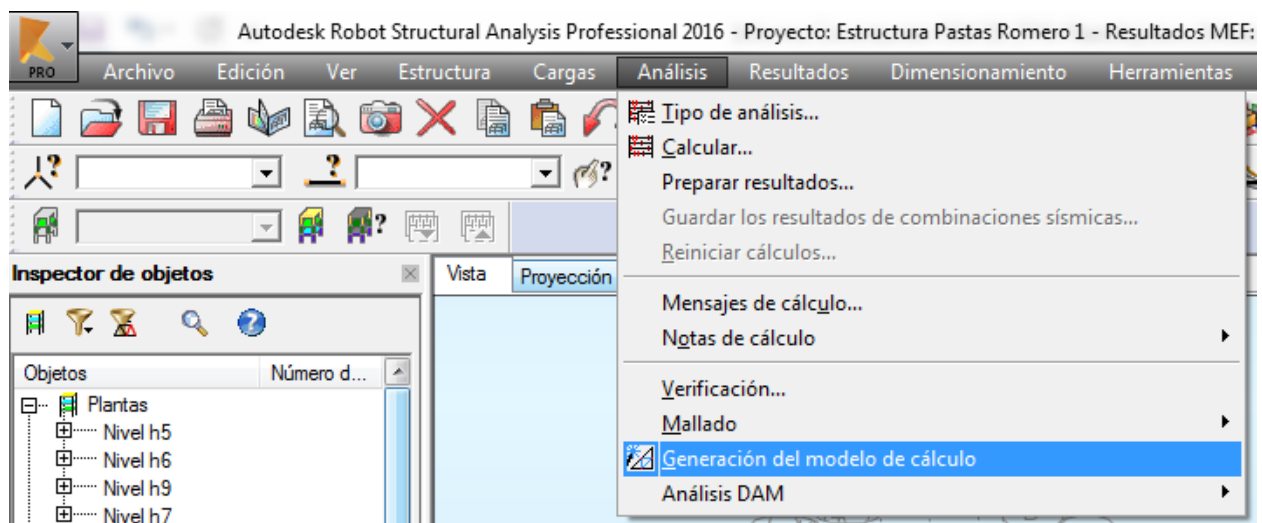 Autodesk Robot Structural Analysis Professional 2016 - Proyecto: Estructura Pastas Romero 1 - Resultados MEF:
PRO Archivo Edición Ver Estructura Cargas Análisis Resultados Dimensionamiento Herramientas
Tipo de análisis...
Calcular...
Preparar resultados...
Guardar los resultados de combinaciones sísmicas...
Reiniciar cálculos...
Inspector de objetos
Vista Proyección
Mensajes de cálculo...
Notas de cálculo
Objetos Número d...
Verificación...
Plantas
Mallado
Nivel h5
Generación del modelo de cálculo
Nivel h6
Análisis DAM
Nivel h9
Nivel h7